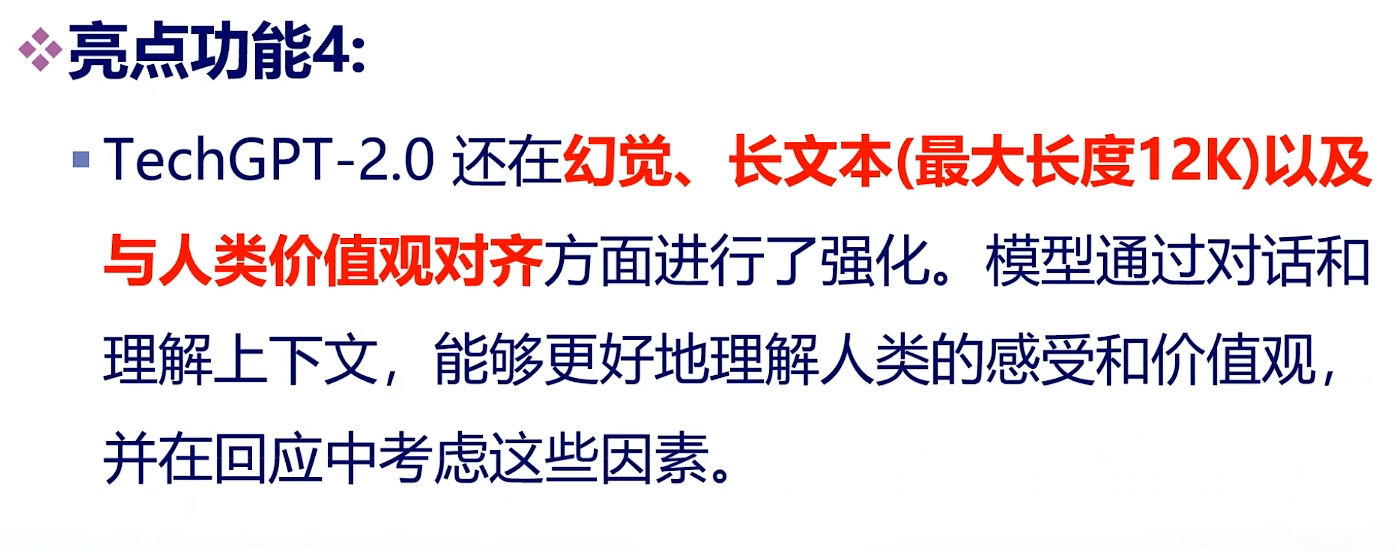 亮点功能4:
TechGPT-2.0 还在幻觉、长文本(最大长度12K)以及
与人类价值观对齐方面进行了强化。模型通过对话和
理解上下文，能够更好地理解人类的感受和价值观，
并在回应中考虑这些因素。